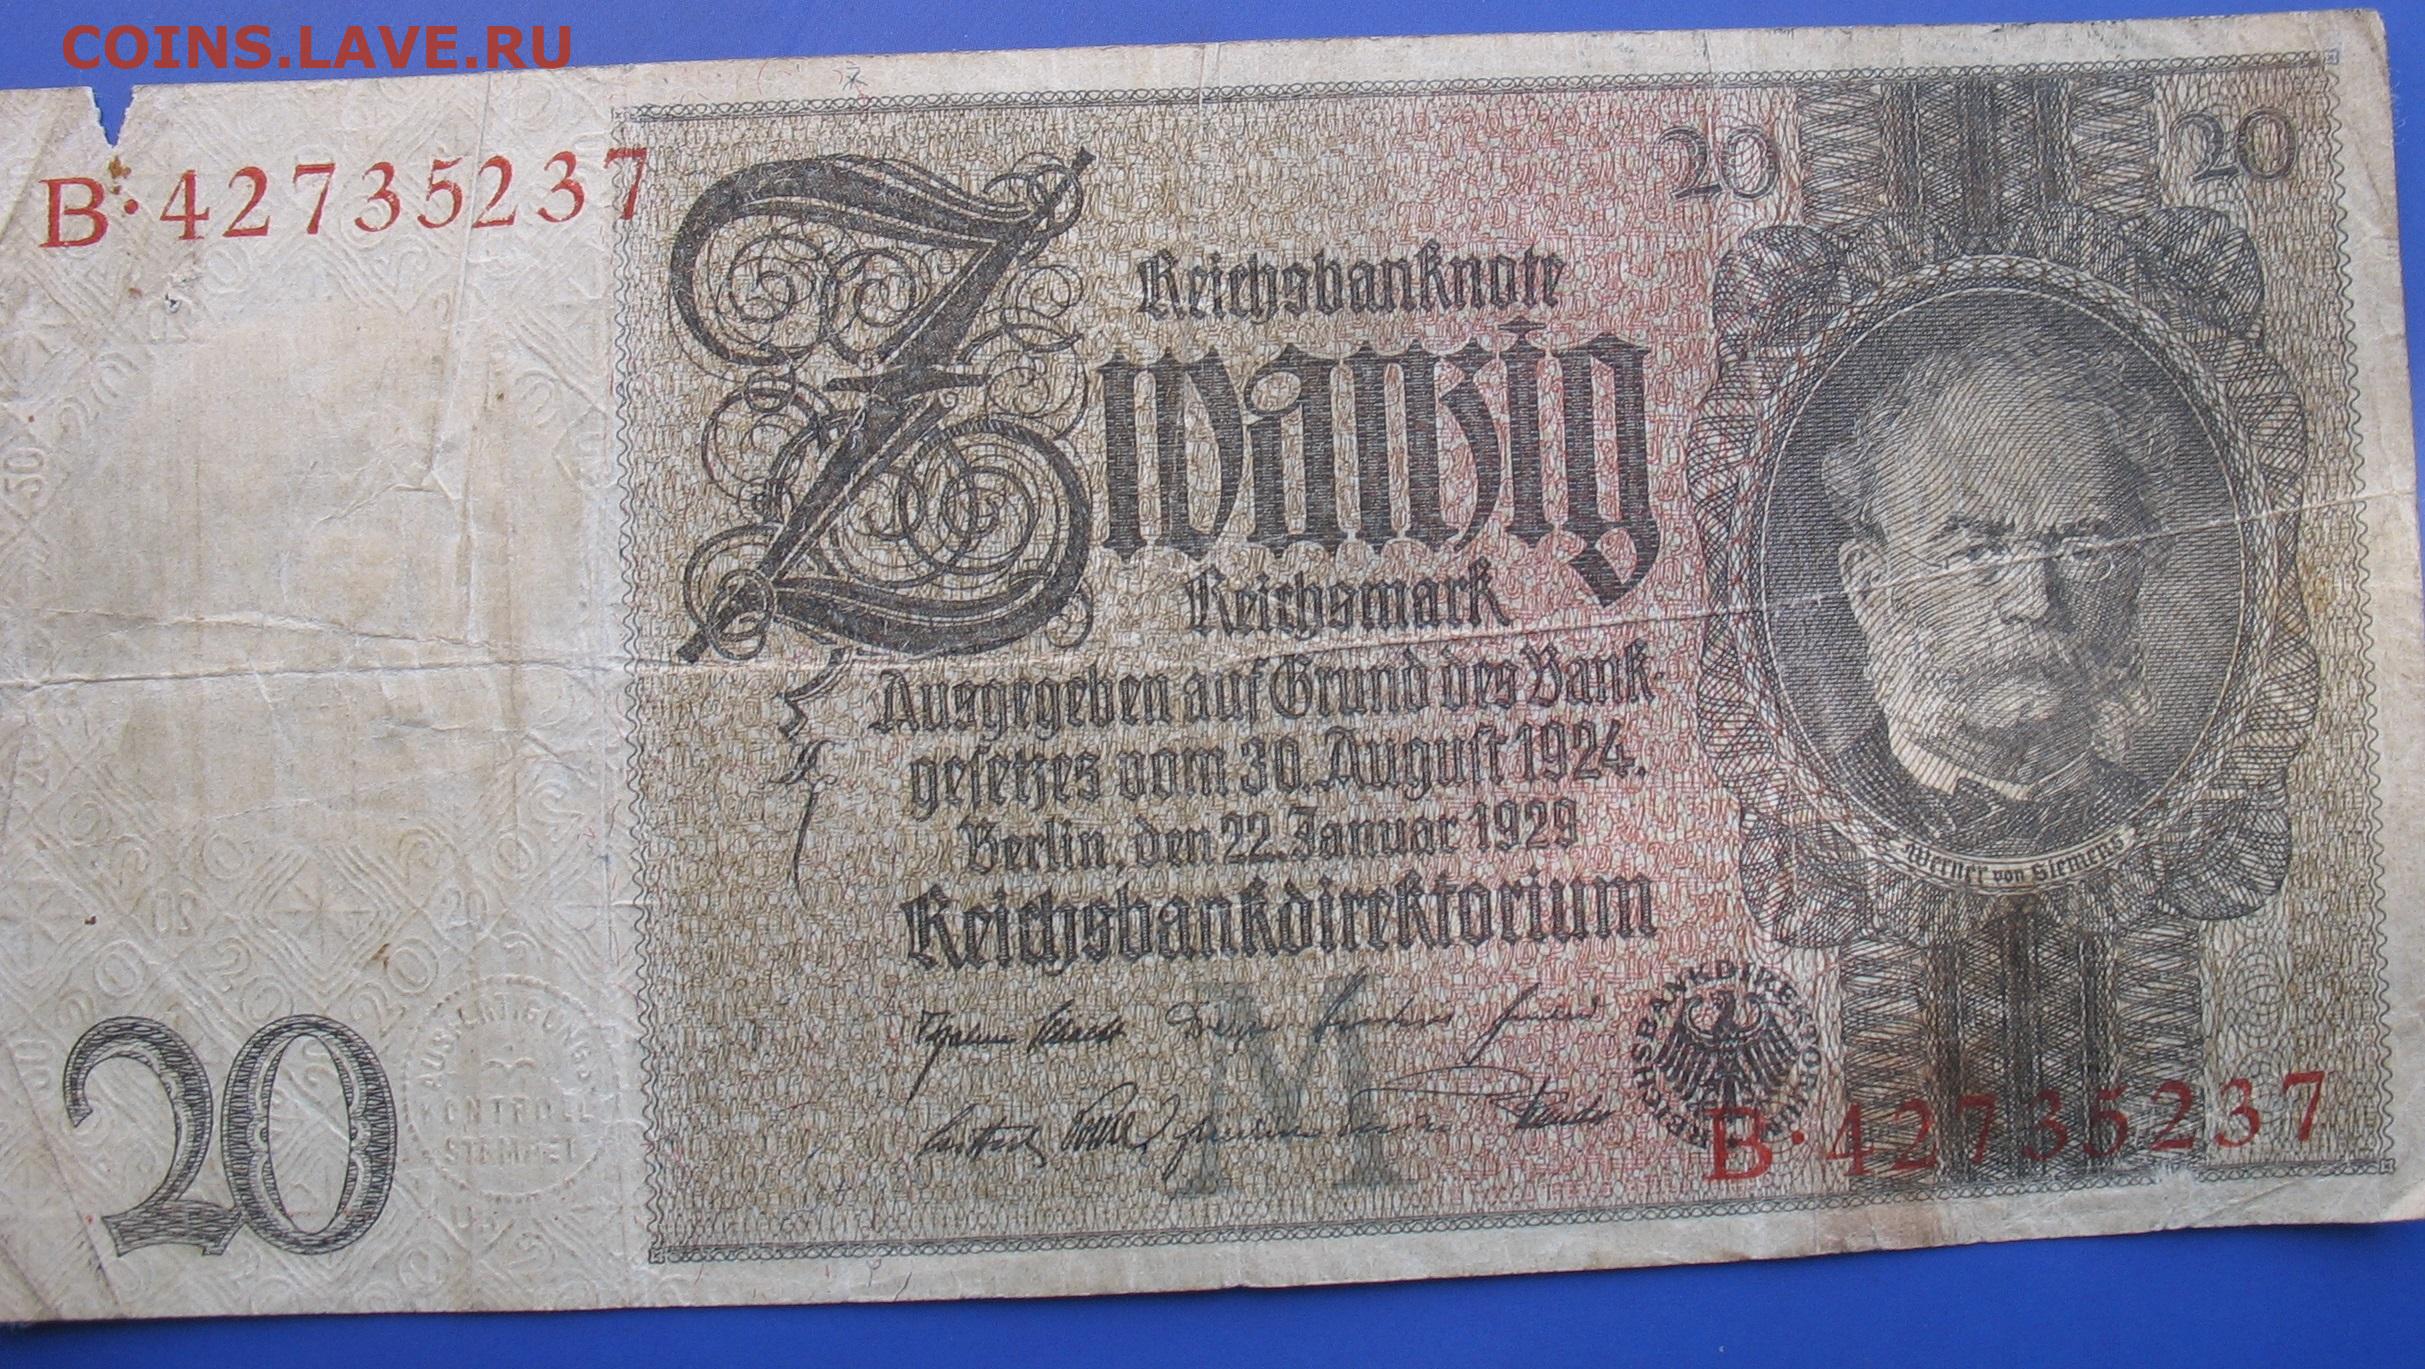 COINS.LAVE.RU
B·42735237
20
20
Reichsbanknote
Zwanzig
Reichsmark
Ausgegeben auf Grund des Bank-
gesetzes vom 30. August 1924.
Berlin, den 22. Januar 1929
Reichsbankdirektorium
Werner von Siemens
M
REICHSBANKDIREKTORIUM
B·42735237
20
AUSFERTIGUNGS
KONTROLL
STEMPEL